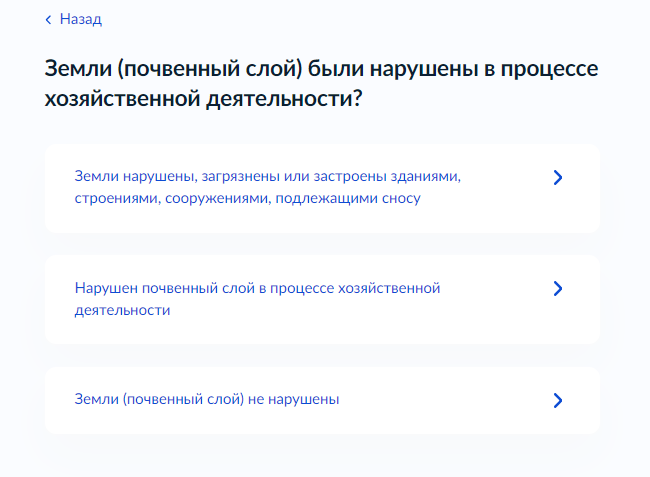 Назад
Земли (почвенный слой) были нарушены в процессе
хозяйственной деятельности?
Земли нарушены, загрязнены или застроены зданиями,
строениями, сооружениями, подлежащими сносу
Нарушен почвенный слой в процессе хозяйственной
деятельности
Земли (почвенный слой) не нарушены